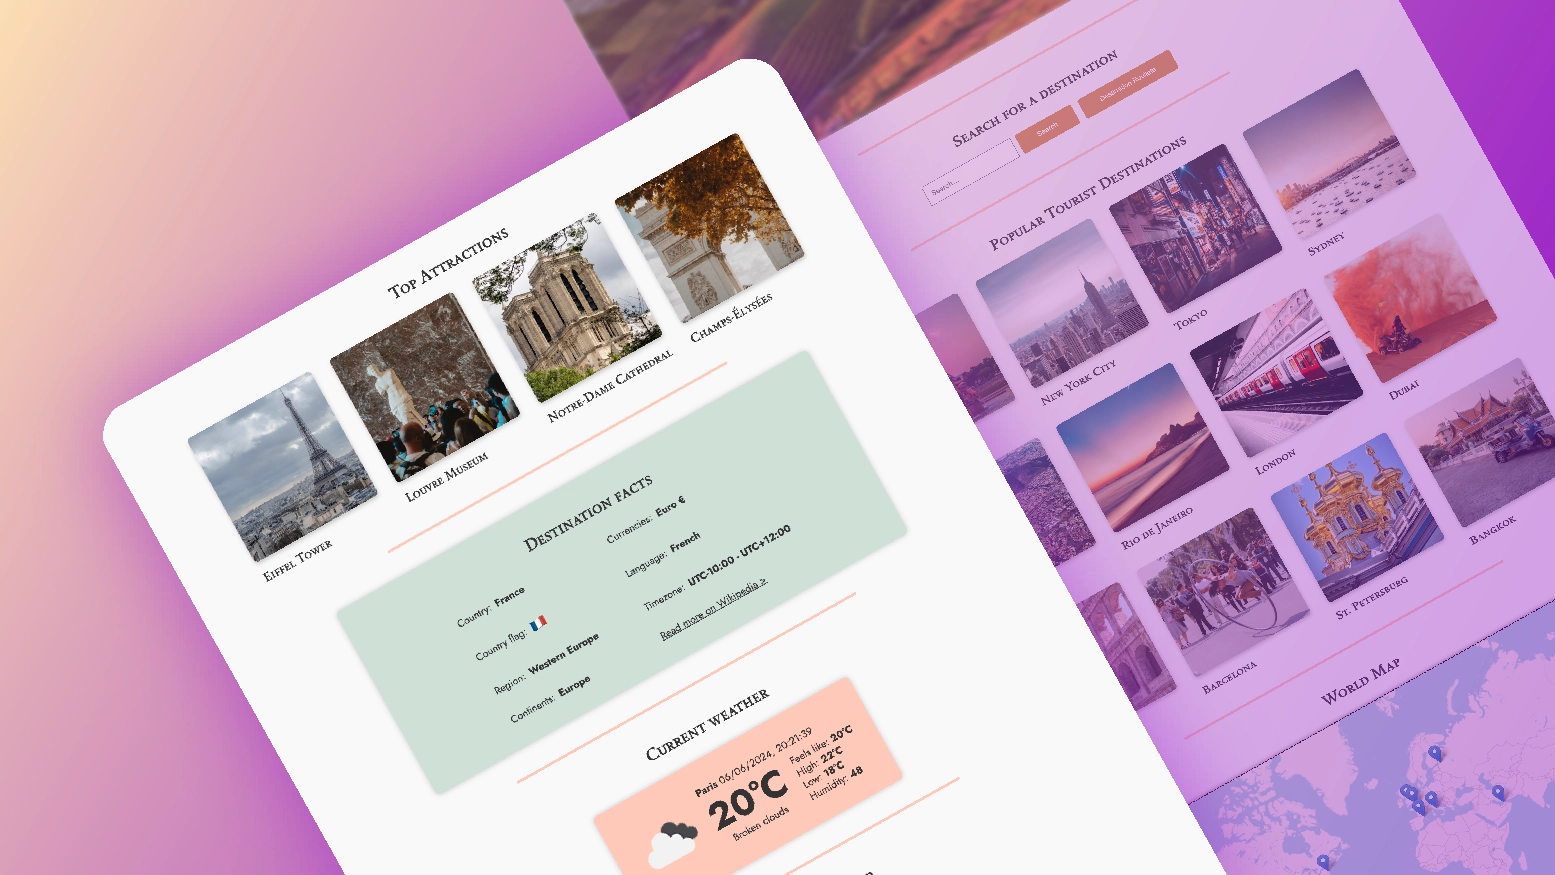 Top Attractions
Eiffel Tower
Louvre Museum
Notre-Dame Cathedral
Champs-Élysées
Destination facts
Country: France
Country flag:
Region: Western Europe
Continents: Europe
Currencies: Euro €
Language: French
Timezone: UTC-10:00 - UTC+12:00
Read more on Wikipedia >
Current weather
Paris 06/06/2024, 20:21:39
20°C
Broken clouds
Feels like: 20°C
High: 22°C
Low: 18°C
Humidity: 48
Search for a destination
Search...
Search
Destination Roulette
Popular Tourist Destinations
New York City
Tokyo
Sydney
Rio de Janeiro
London
Dubai
Barcelona
St. Petersburg
Bangkok
World Map